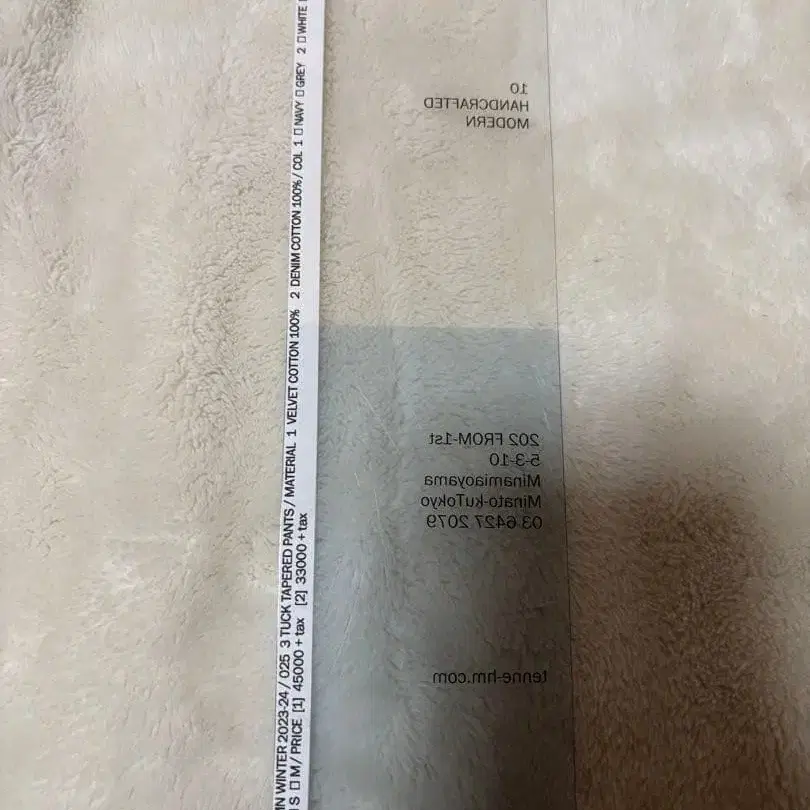 IN WINTER 2023-24 / 025 3 TUCK TAPERED PANTS / MATERIAL 1 VELVET COTTON 100% 2 DENIM COTTON 100% / COL 1 □ NAVY □ GREY 2 □ WHITE
S □ M / PRICE [1] 45000 + tax [2] 33000 + tax
10
HANDCRAFTED
MODERN
202 FROM-1st
5-3-10
Minamiaoyama
Minato-kuTokyo
03 6427 2079
tenne-hm.com